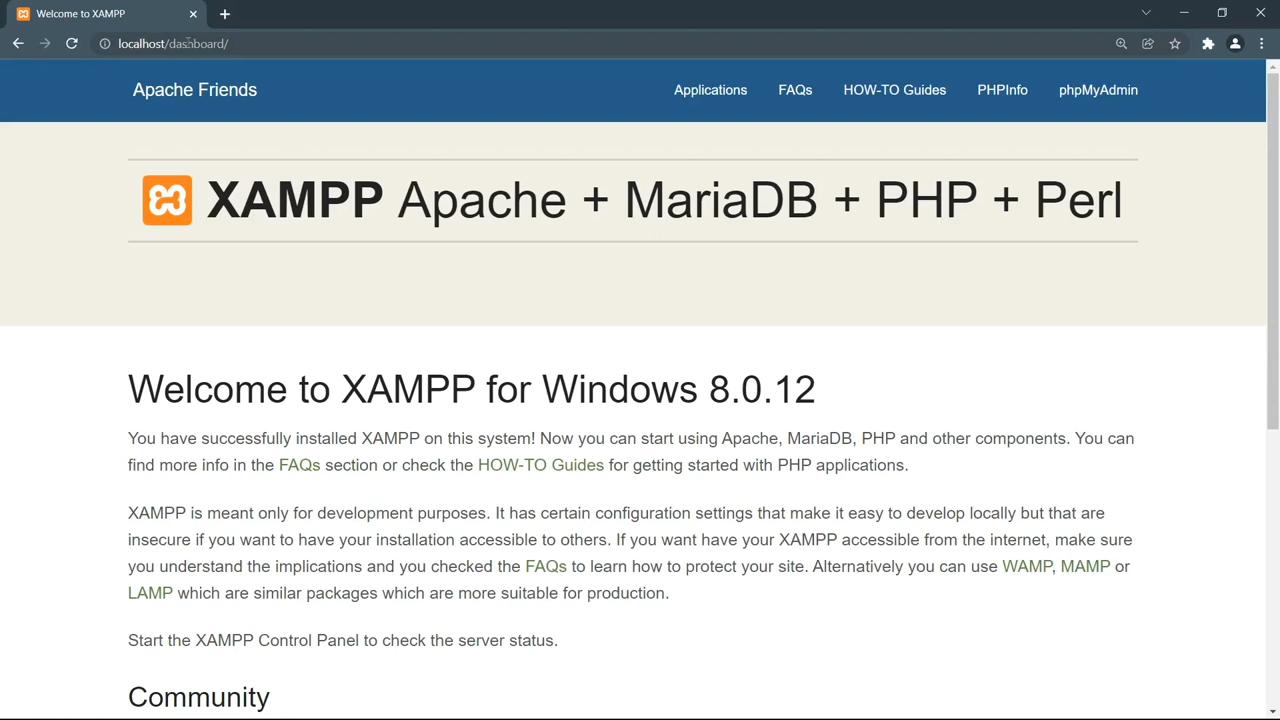 Welcome to XAMPP
localhost/dashboard/
Apache Friends
Applications
FAQs
HOW-TO Guides
PHPInfo
phpMyAdmin
XAMPP Apache + MariaDB + PHP + Perl
Welcome to XAMPP for Windows 8.0.12
You have successfully installed XAMPP on this system! Now you can start using Apache, MariaDB, PHP and other components. You can
find more info in the FAQs section or check the HOW-TO Guides for getting started with PHP applications.
XAMPP is meant only for development purposes. It has certain configuration settings that make it easy to develop locally but that are
insecure if you want to have your installation accessible to others. If you want have your XAMPP accessible from the internet, make sure
you understand the implications and you checked the FAQs to learn how to protect your site. Alternatively you can use WAMP, MAMP or
LAMP which are similar packages which are more suitable for production.
Start the XAMPP Control Panel to check the server status.
Community